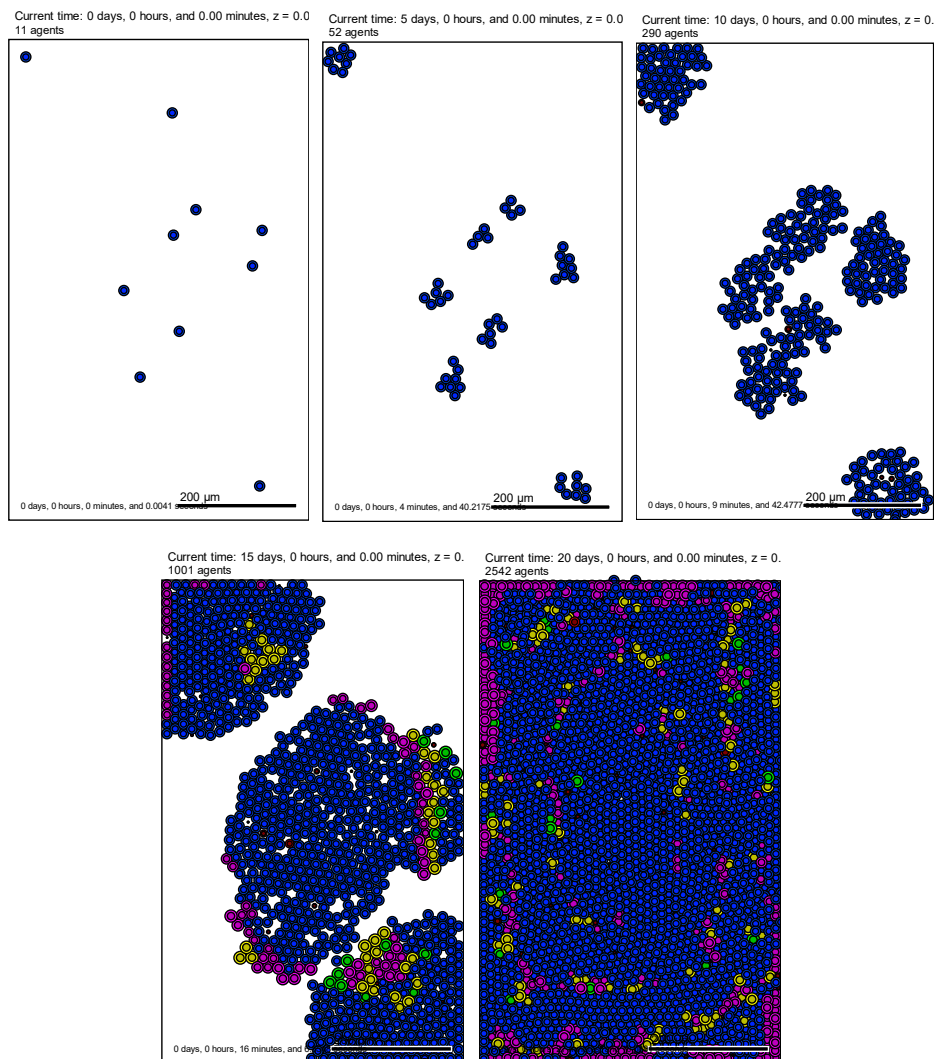 Current time: 0 days, 0 hours, and 0.00 minutes, z = 0.0
11 agents
200 µm
0 days, 0 hours, 0 minutes, and 0.0041 seconds
Current time: 5 days, 0 hours, and 0.00 minutes, z = 0.0
52 agents
200 µm
0 days, 0 hours, 4 minutes, and 40.2175 seconds
Current time: 10 days, 0 hours, and 0.00 minutes, z = 0.
290 agents
200 µm
0 days, 0 hours, 9 minutes, and 42.4777 seconds
Current time: 15 days, 0 hours, and 0.00 minutes, z = 0.
1001 agents
0 days, 0 hours, 16 minutes, and
Current time: 20 days, 0 hours, and 0.00 minutes, z = 0.
2542 agents